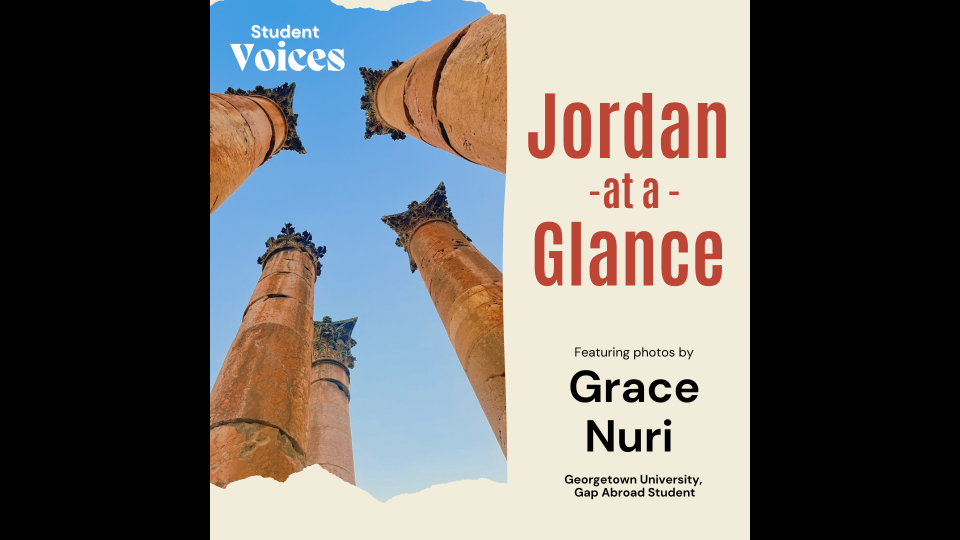 Student
Voices
Jordan
-at a -
Glance
Featuring photos by
Grace
Nuri
Georgetown University,
Gap Abroad Student